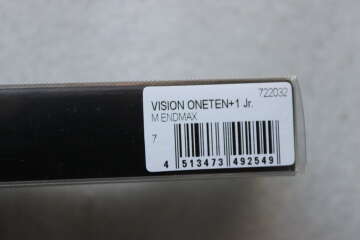 722032
VISION ONETEN+1 Jr.
M ENDMAX
7
4 513473 492549